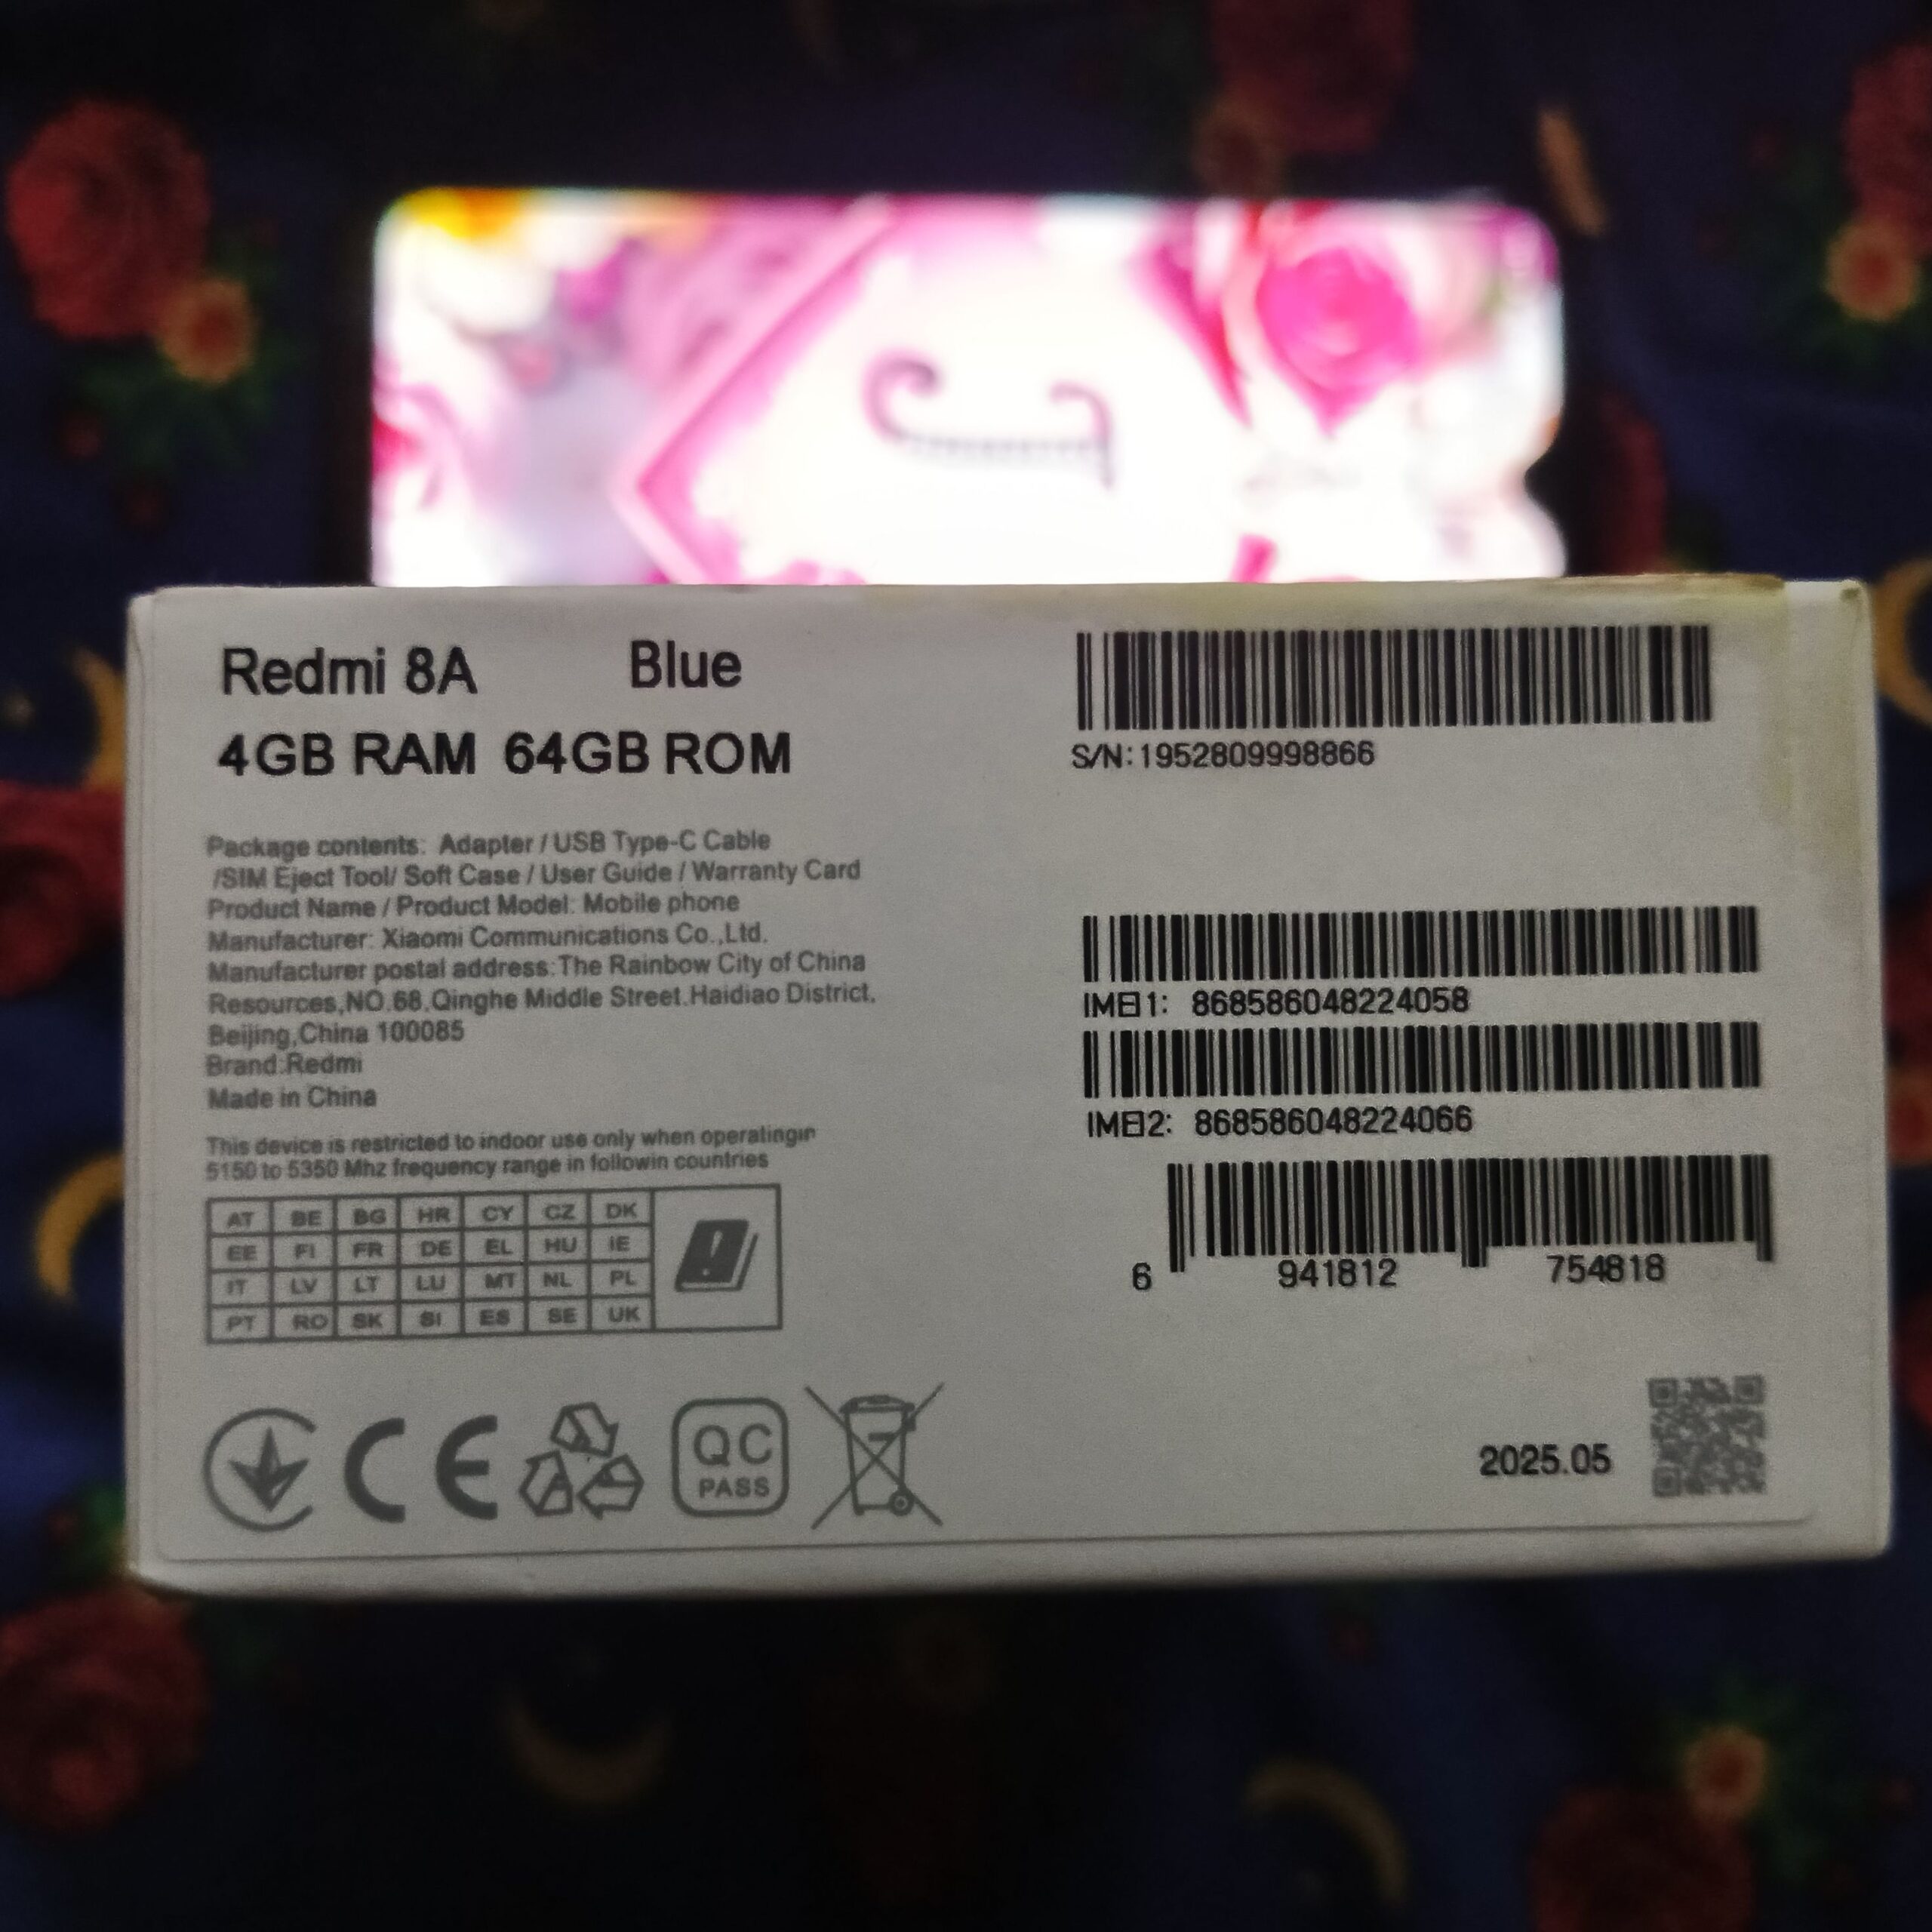 Redmi 8A Blue
4GB RAM 64GB ROM
Package contents: Adapter / USB Type-C Cable
/SIM Eject Tool/ Soft Case / User Guide / Warranty Card
Product Name / Product Model: Mobile phone
Manufacturer: Xiaomi Communications Co.,Ltd.
Manufacturer postal address:The Rainbow City of China
Resources,NO.68,Qinghe Middle Street.Haidiao District,
Beijing,China 100085
Brand:Redmi
Made in China
This device is restricted to indoor use only when operatingin
5150 to 5350 Mhz frequency range in followin countries
AT BE BG HR CY CZ DK
EE FI FR DE EL HU IE
IT LV LT LU MT NL PL
PT RO SK SI ES SE UK
CE
QC
PASS
S/N:1952809998866
IMEI1: 868586048224058
IMEI2: 868586048224066
6 941812 754818
2025.05